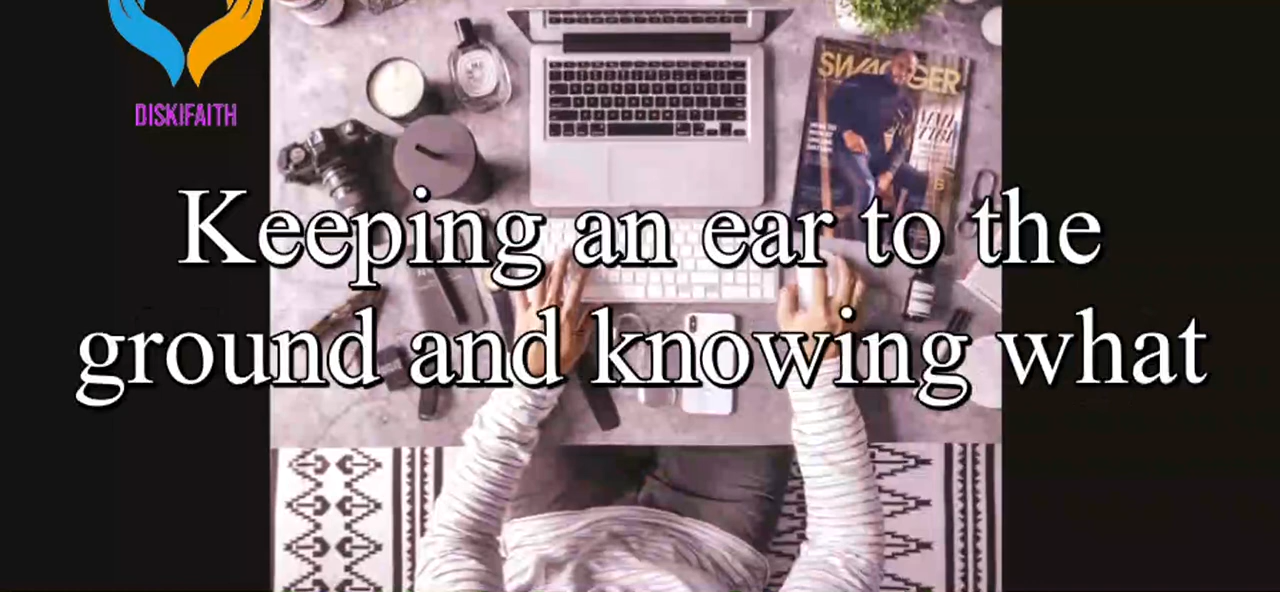 DISKIFAITH
SWAGGER
Keeping an ear to the
ground and knowing what